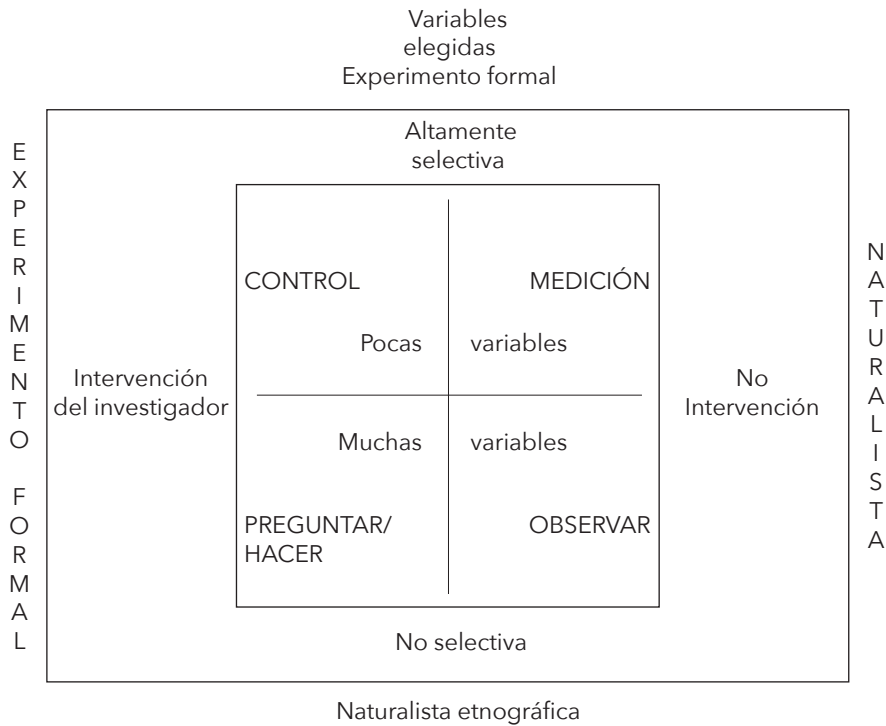 Variables
elegidas
Experimento formal
Altamente
selectiva
EXPERIMENTO FORMAL
CONTROL
MEDICIÓN
Pocas
variables
Intervención
del investigador
No
Intervención
NATURALISTA
Muchas
variables
PREGUNTAR/
HACER
OBSERVAR
No selectiva
Naturalista etnográfica